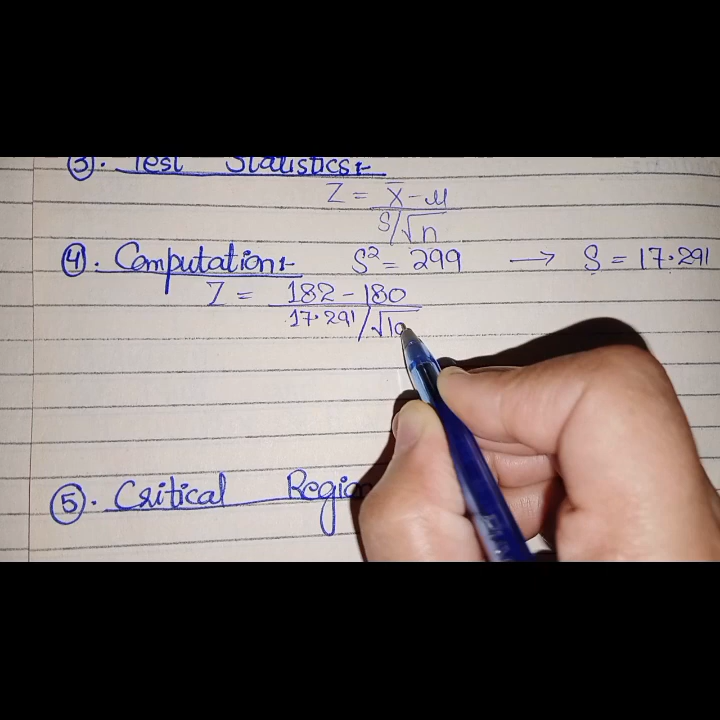 3. Test Statistics:-
Z = X̄ - μ
S/√n
4. Computation:- S² = 299 → S = 17.291
Z = 182 - 180
17.291/√10
5. Critical Region